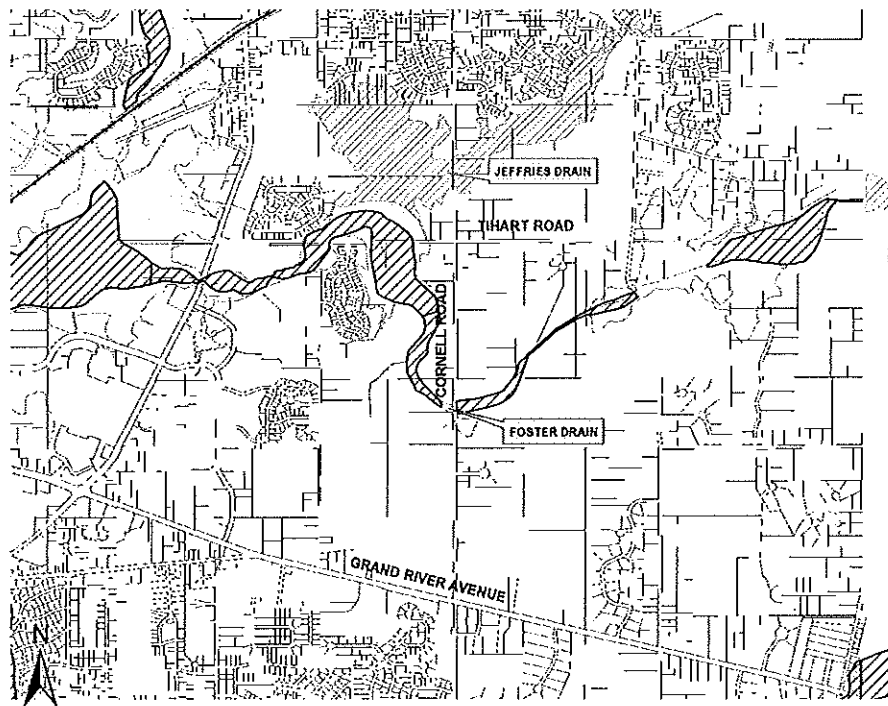 JEFFRIES DRAIN
TIHART ROAD
CORNELL ROAD
FOSTER DRAIN
GRAND RIVER AVENUE
N